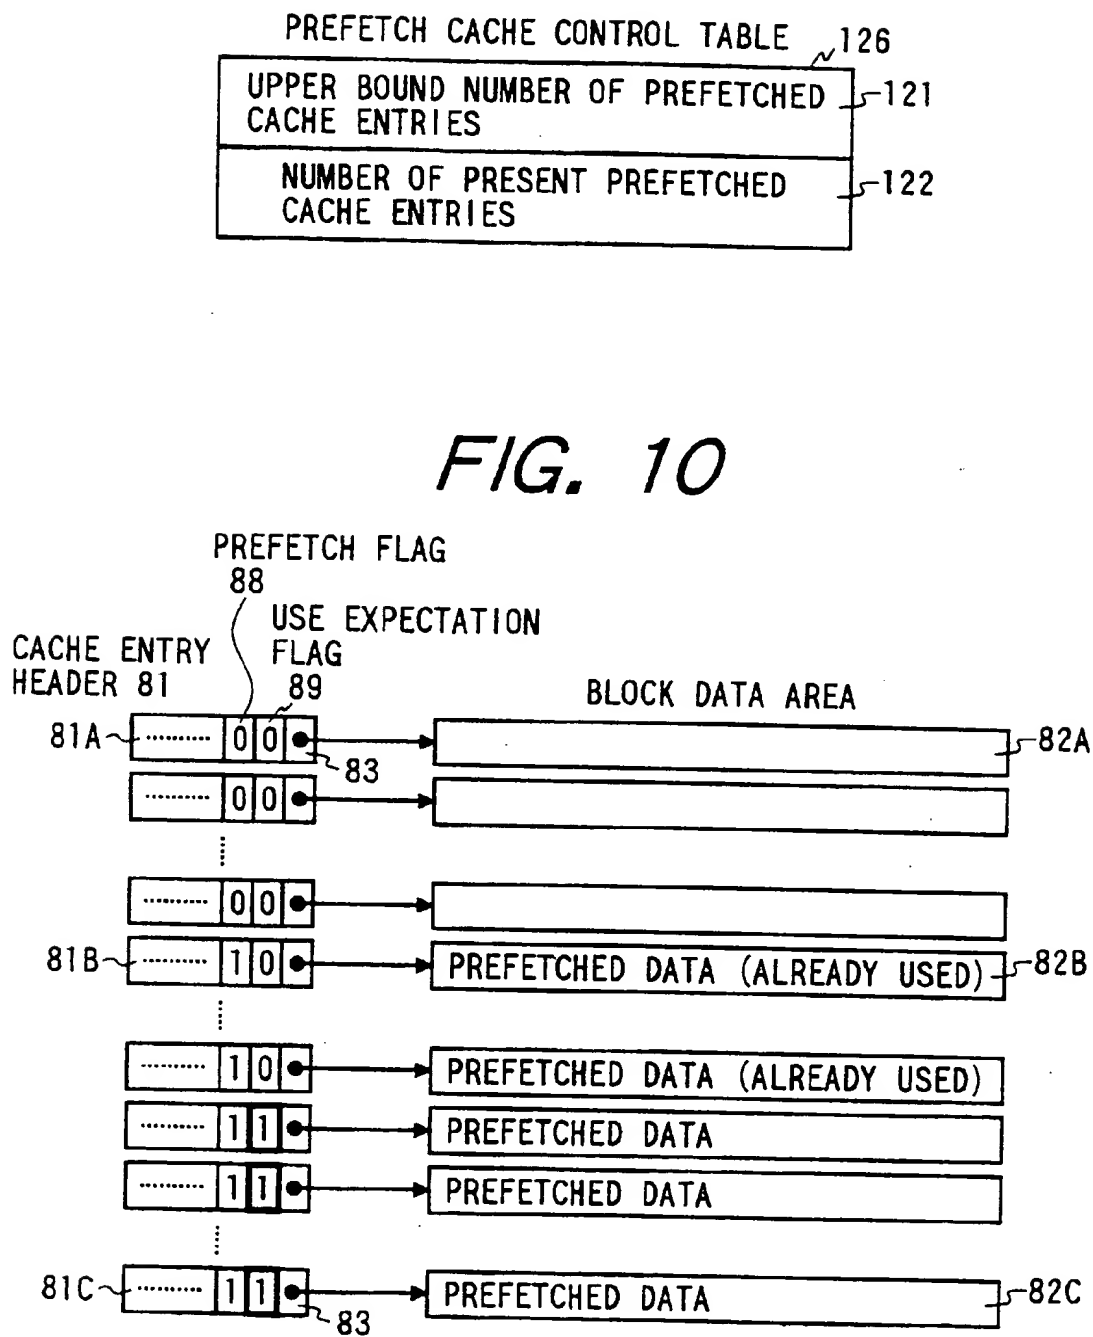 PREFETCH CACHE CONTROL TABLE
126
UPPER BOUND NUMBER OF PREFETCHED
CACHE ENTRIES
121
NUMBER OF PRESENT PREFETCHED
CACHE ENTRIES
122
FIG. 10
PREFETCH FLAG
88
USE EXPECTATION
FLAG
89
CACHE ENTRY
HEADER 81
BLOCK DATA AREA
81A .......... 0 0 82A
83
.......... 0 0
.......... 0 0
81B .......... 1 0 PREFETCHED DATA (ALREADY USED) 82B
.......... 1 0 PREFETCHED DATA (ALREADY USED)
.......... 1 1 PREFETCHED DATA
.......... 1 1 PREFETCHED DATA
81C .......... 1 1 PREFETCHED DATA 82C
83